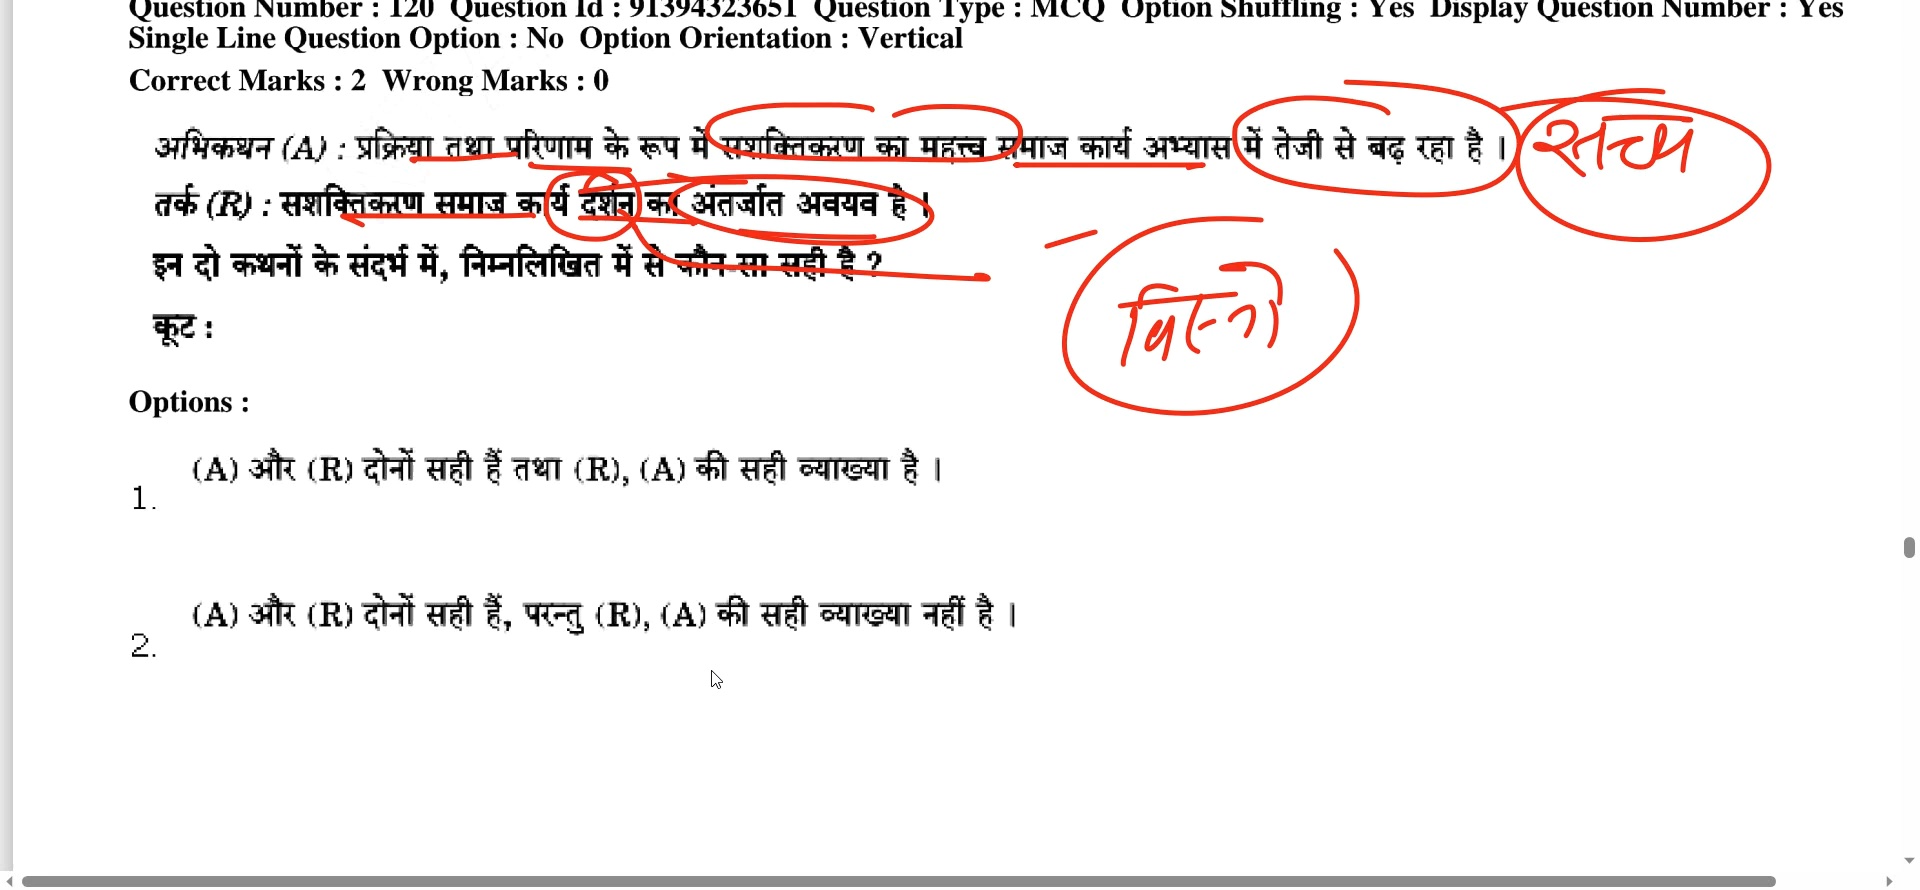 Question Number : 120 Question Id : 91394323651 Question Type : MCQ Option Shuffling : Yes Display Question Number : Yes
Single Line Question Option : No Option Orientation : Vertical
Correct Marks : 2 Wrong Marks : 0
अभिकथन (A) : प्रक्रिया तथा परिणाम के रूप में सशक्तिकरण का महत्त्व समाज कार्य अभ्यास में तेजी से बढ़ रहा है । सत्य
तर्क (R) : सशक्तिकरण समाज कार्य दर्शन का अंतर्जात अवयव है ।
इन दो कथनों के संदर्भ में, निम्नलिखित में से कौन सा सही है ?
कूट :
Options :
(A) और (R) दोनों सही हैं तथा (R), (A) की सही व्याख्या है ।
1.
(A) और (R) दोनों सही हैं, परन्तु (R), (A) की सही व्याख्या नहीं है ।
2.